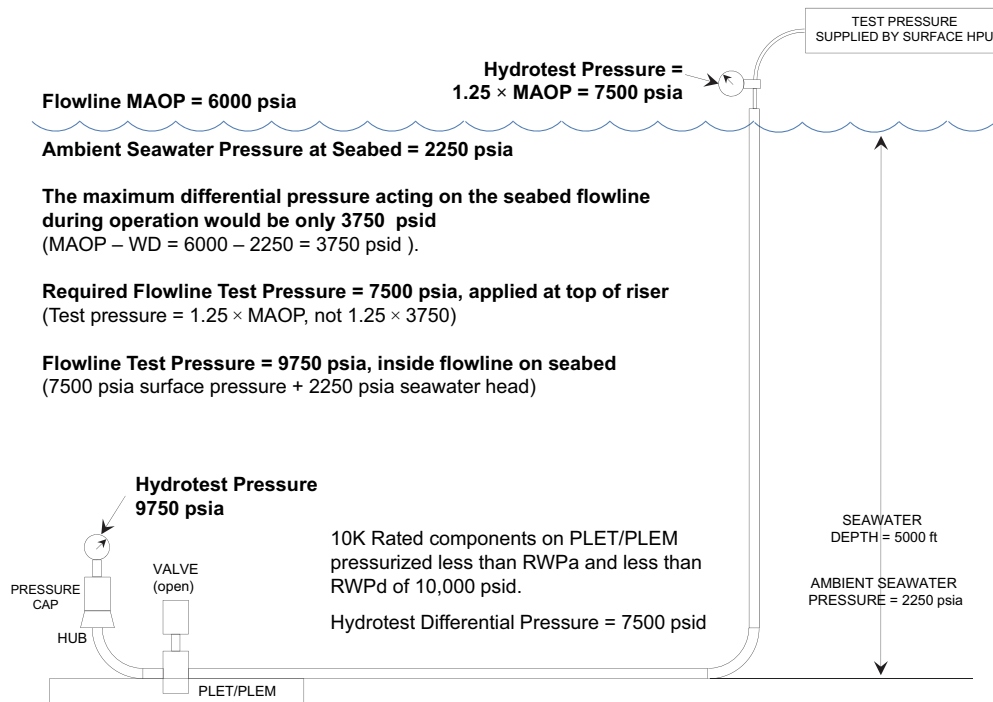 TEST PRESSURE
SUPPLIED BY SURFACE HPU
Hydrotest Pressure =
1.25 × MAOP = 7500 psia
Flowline MAOP = 6000 psia
Ambient Seawater Pressure at Seabed = 2250 psia
The maximum differential pressure acting on the seabed flowline
during operation would be only 3750 psid
(MAOP – WD = 6000 – 2250 = 3750 psid ).
Required Flowline Test Pressure = 7500 psia, applied at top of riser
(Test pressure = 1.25 × MAOP, not 1.25 × 3750)
Flowline Test Pressure = 9750 psia, inside flowline on seabed
(7500 psia surface pressure + 2250 psia seawater head)
Hydrotest Pressure
9750 psia
10K Rated components on PLET/PLEM
pressurized less than RWPa and less than
RWPd of 10,000 psid.
Hydrotest Differential Pressure = 7500 psid
SEAWATER
DEPTH = 5000 ft
AMBIENT SEAWATER
PRESSURE = 2250 psia
VALVE
(open)
PRESSURE
CAP
HUB
PLET/PLEM